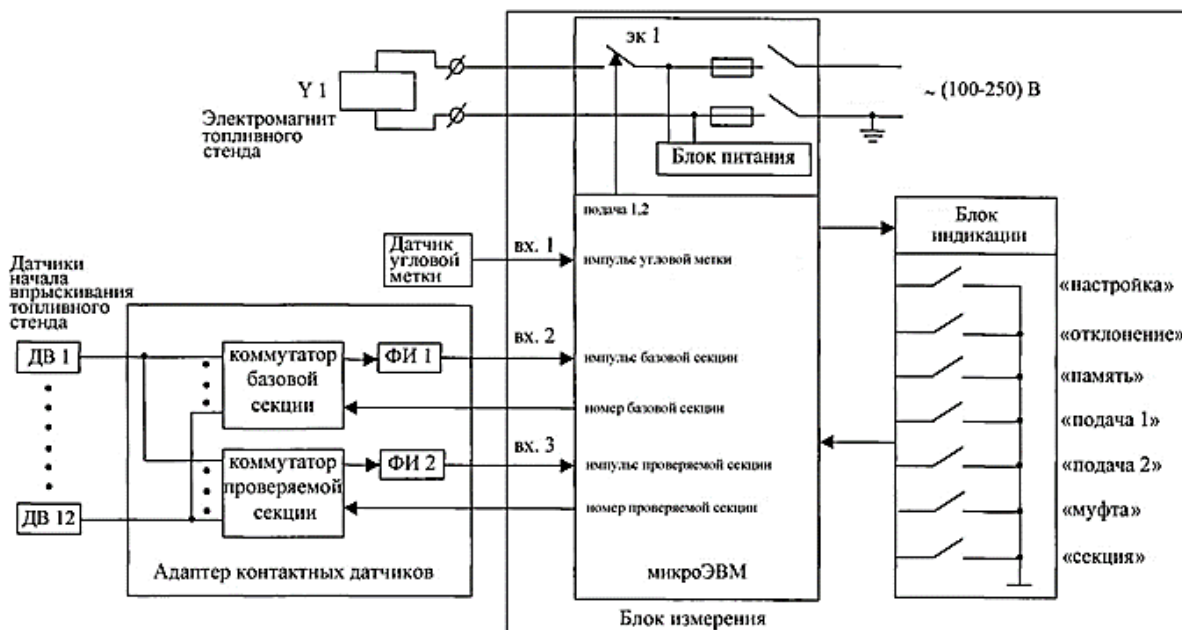 эк 1
Y 1
Электромагнит
топливного
стенда
~ (100-250) В
Блок питания
подача 1,2
Блок
индикации
Датчик
угловой
метки
вх. 1
импульс угловой метки
Датчики
начала
впрыскивания
топливного
стенда
«настройка»
«отклонение»
«память»
«подача 1»
«подача 2»
«муфта»
«секция»
ДВ 1
коммутатор
базовой
секции
ФИ 1
вх. 2
импульс базовой секции
номер базовой секции
коммутатор
проверяемой
секции
ФИ 2
вх. 3
импульс проверяемой секции
номер проверяемой секции
ДВ 12
Адаптер контактных датчиков
микроЭВМ
Блок измерения